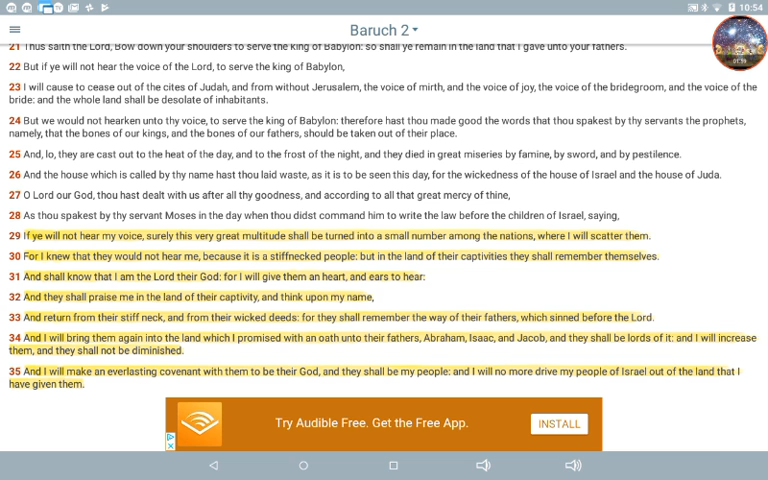 10:54
Baruch 2
01:59
21 Thus saith the Lord, Bow down your shoulders to serve the king of Babylon: so shall ye remain in the land that I gave unto your fathers.
22 But if ye will not hear the voice of the Lord, to serve the king of Babylon,
23 I will cause to cease out of the cites of Judah, and from without Jerusalem, the voice of mirth, and the voice of joy, the voice of the bridegroom, and the voice of the
bride: and the whole land shall be desolate of inhabitants.
24 But we would not hearken unto thy voice, to serve the king of Babylon: therefore hast thou made good the words that thou spakest by thy servants the prophets,
namely, that the bones of our kings, and the bones of our fathers, should be taken out of their place.
25 And, lo, they are cast out to the heat of the day, and to the frost of the night, and they died in great miseries by famine, by sword, and by pestilence.
26 And the house which is called by thy name hast thou laid waste, as it is to be seen this day, for the wickedness of the house of Israel and the house of Juda.
27 O Lord our God, thou hast dealt with us after all thy goodness, and according to all that great mercy of thine,
28 As thou spakest by thy servant Moses in the day when thou didst command him to write the law before the children of Israel, saying,
29 If ye will not hear my voice, surely this very great multitude shall be turned into a small number among the nations, where I will scatter them.
30 For I knew that they would not hear me, because it is a stiffnecked people: but in the land of their captivities they shall remember themselves.
31 And shall know that I am the Lord their God: for I will give them an heart, and ears to hear:
32 And they shall praise me in the land of their captivity, and think upon my name,
33 And return from their stiff neck, and from their wicked deeds: for they shall remember the way of their fathers, which sinned before the Lord.
34 And I will bring them again into the land which I promised with an oath unto their fathers, Abraham, Isaac, and Jacob, and they shall be lords of it: and I will increase
them, and they shall not be diminished.
35 And I will make an everlasting covenant with them to be their God, and they shall be my people: and I will no more drive my people of Israel out of the land that I
have given them.
Try Audible Free. Get the Free App.
INSTALL